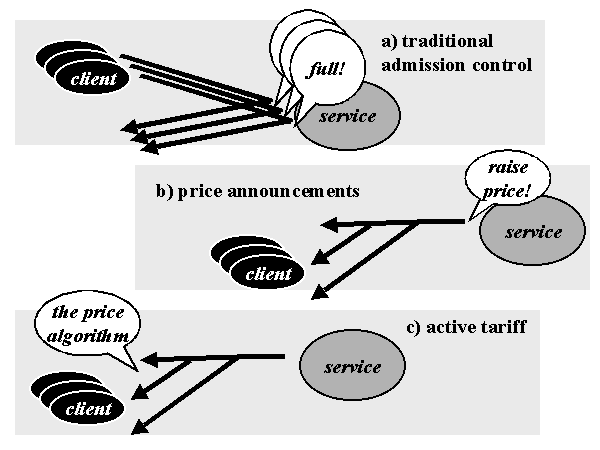 a) traditional
admission control
client
full!
service
b) price announcements
raise
price!
client
service
the price
algorithm
c) active tariff
client
service